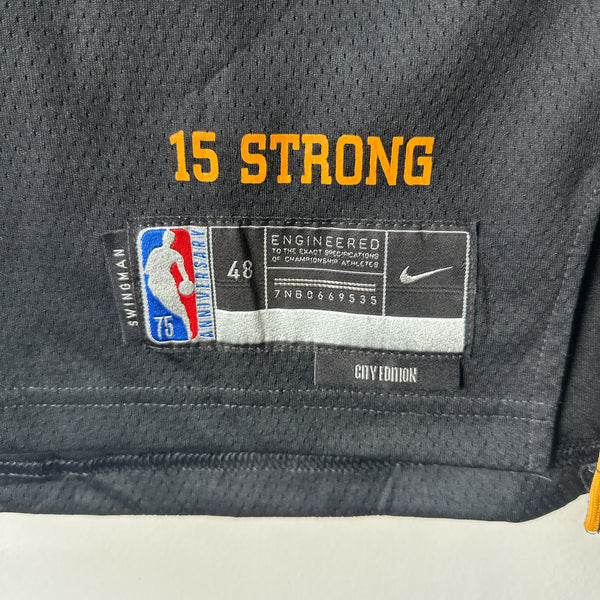 15 STRONG
SWINGMAN
75
ANNIVERSARY
48
ENGINEERED
TO THE EXACT SPECIFICATIONS
OF CHAMPIONSHIP ATHLETES
7NB0669535
CITY EDITION